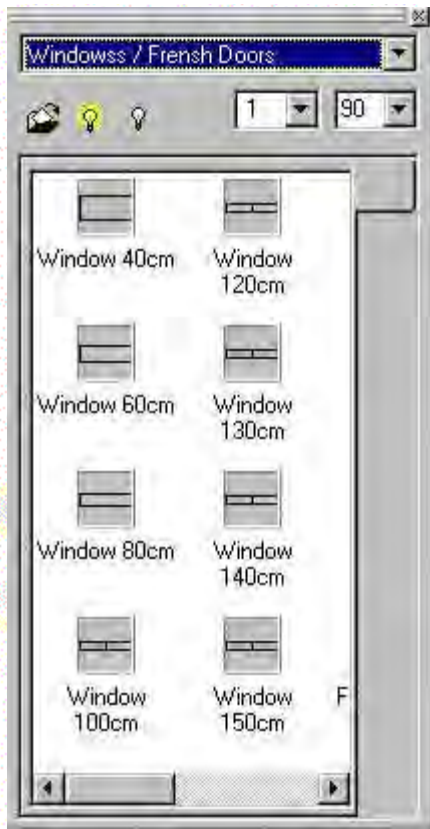 Windowss / Frensh Doors
1 90
Window 40cm Window
120cm
Window 60cm Window
130cm
Window 80cm Window
140cm
Window Window F
100cm 150cm